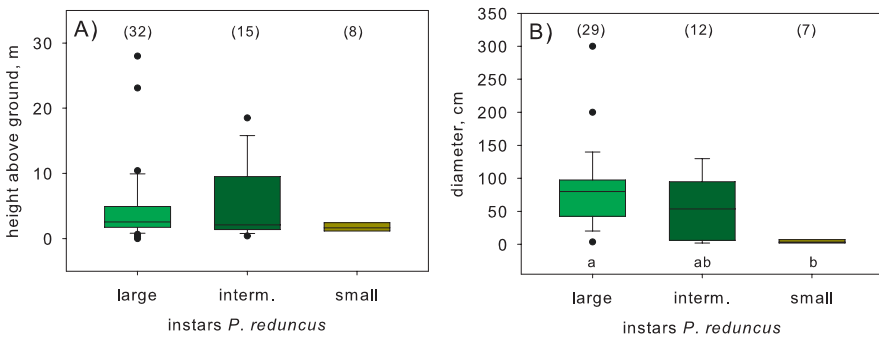 A)
(32) (15) (8)
height above ground, m
30
20
10
0
large interm. small
instars P. reduncus
B)
(29) (12) (7)
diameter, cm
350
300
250
200
150
100
50
0
a ab b
large interm. small
instars P. reduncus